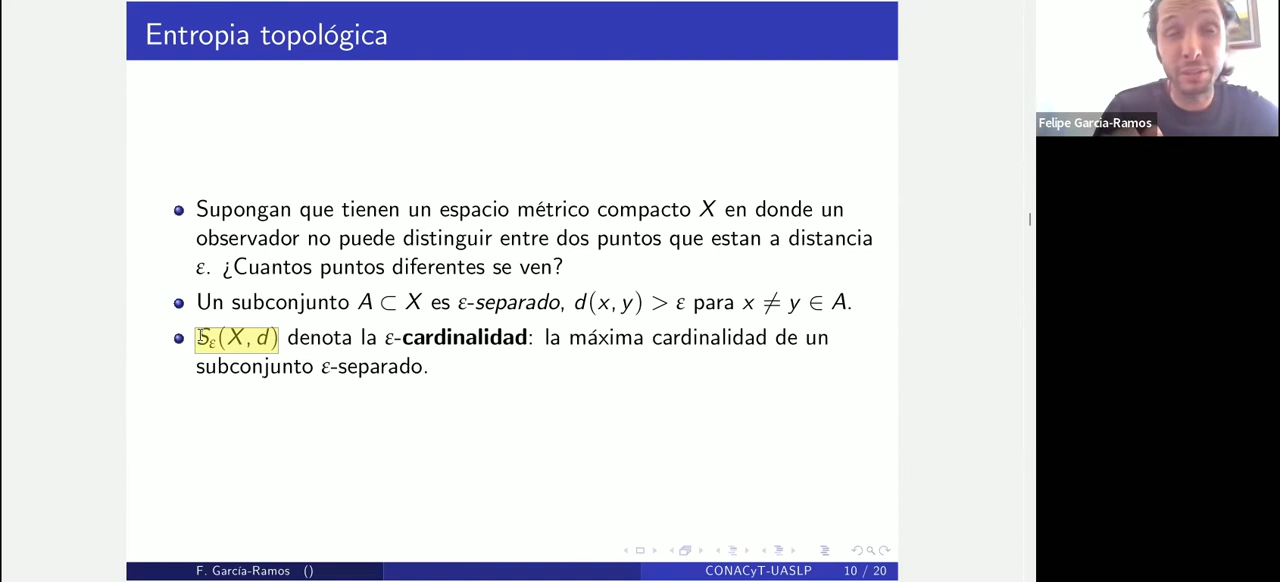 Entropia topológica
Supongan que tienen un espacio métrico compacto X en donde un
observador no puede distinguir entre dos puntos que estan a distancia
ε. ¿Cuantos puntos diferentes se ven?
Un subconjunto A ⊂ X es ε-separado, d(x, y) > ε para x ≠ y ∈ A.
S_ε(X, d) denota la ε-cardinalidad: la máxima cardinalidad de un
subconjunto ε-separado.
F. García-Ramos () CONACyT-UASLP 10 / 20
Felipe García-Ramos